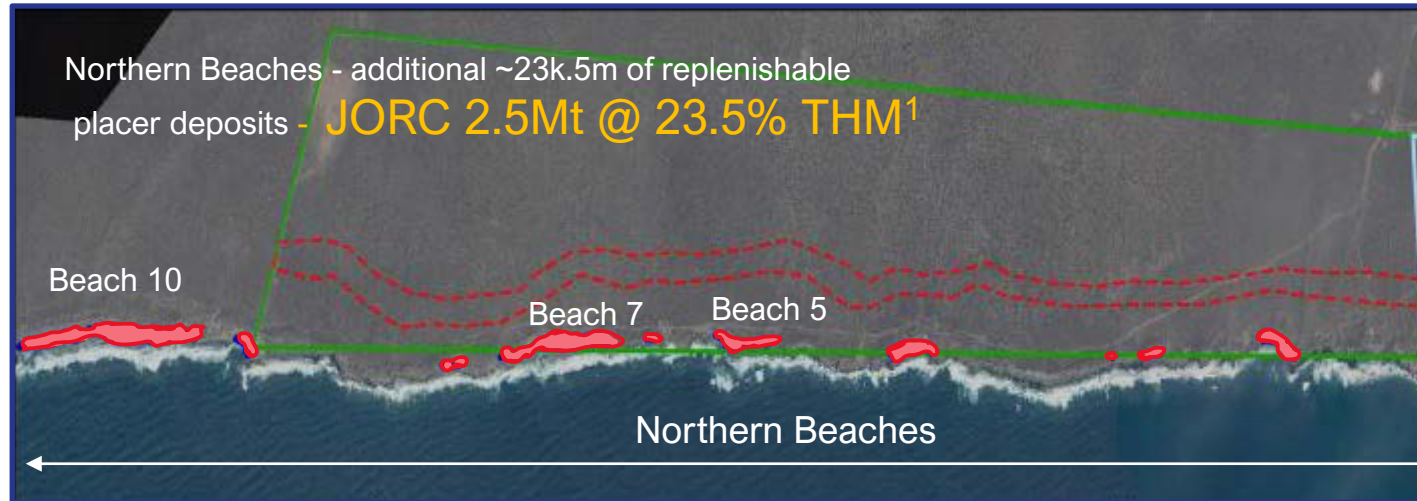 Northern Beaches - additional ~23k.5m of replenishable
placer deposits - JORC 2.5Mt @ 23.5% THM¹
Beach 10
Beach 7
Beach 5
Northern Beaches